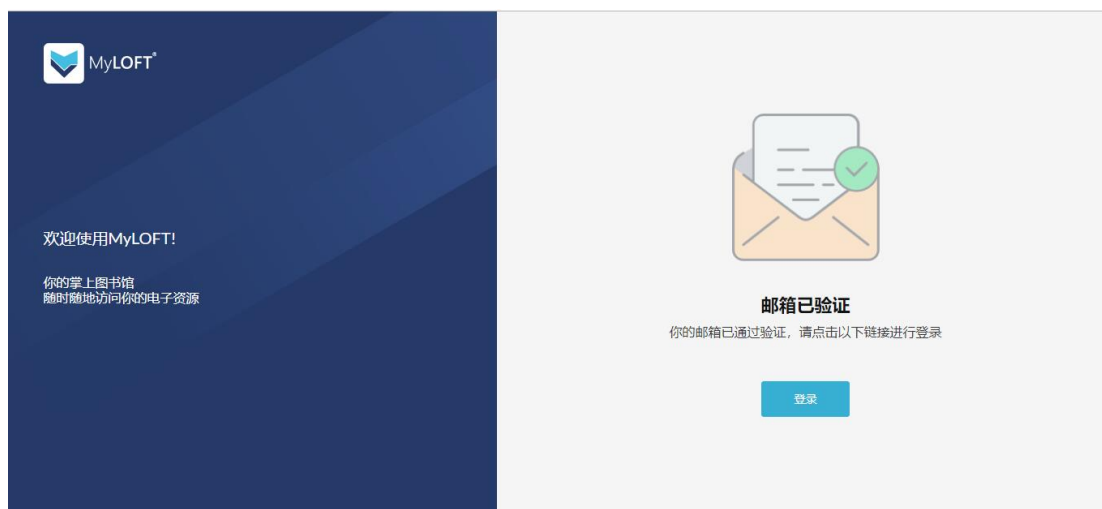 MyLOFT®
欢迎使用MyLOFT!
你的掌上图书馆
随时随地访问你的电子资源
邮箱已验证
你的邮箱已通过验证，请点击以下链接进行登录
登录